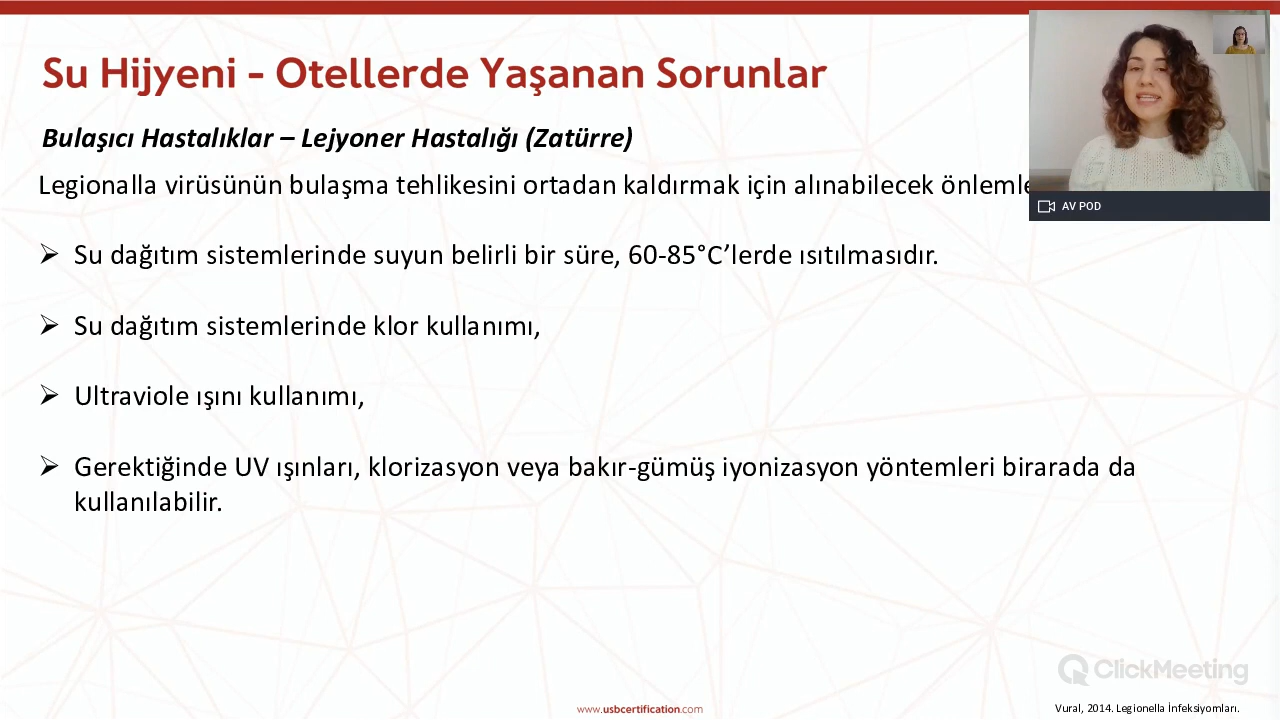 Su Hijyeni - Otellerde Yaşanan Sorunlar
Bulaşıcı Hastalıklar – Lejyoner Hastalığı (Zatürre)
Legionalla virüsünün bulaşma tehlikesini ortadan kaldırmak için alınabilecek
AV POD
➢ Su dağıtım sistemlerinde suyun belirli bir süre, 60-85°C’lerde ısıtılmasıdır.
➢ Su dağıtım sistemlerinde klor kullanımı,
➢ Ultraviole ışını kullanımı,
➢ Gerektiğinde UV ışınları, klorizasyon veya bakır-gümüş iyonizasyon yöntemleri birarada da
kullanılabilir.
ClickMeeting
www.usbcertification.com
Vural, 2014. Legionella İnfeksiyomları.